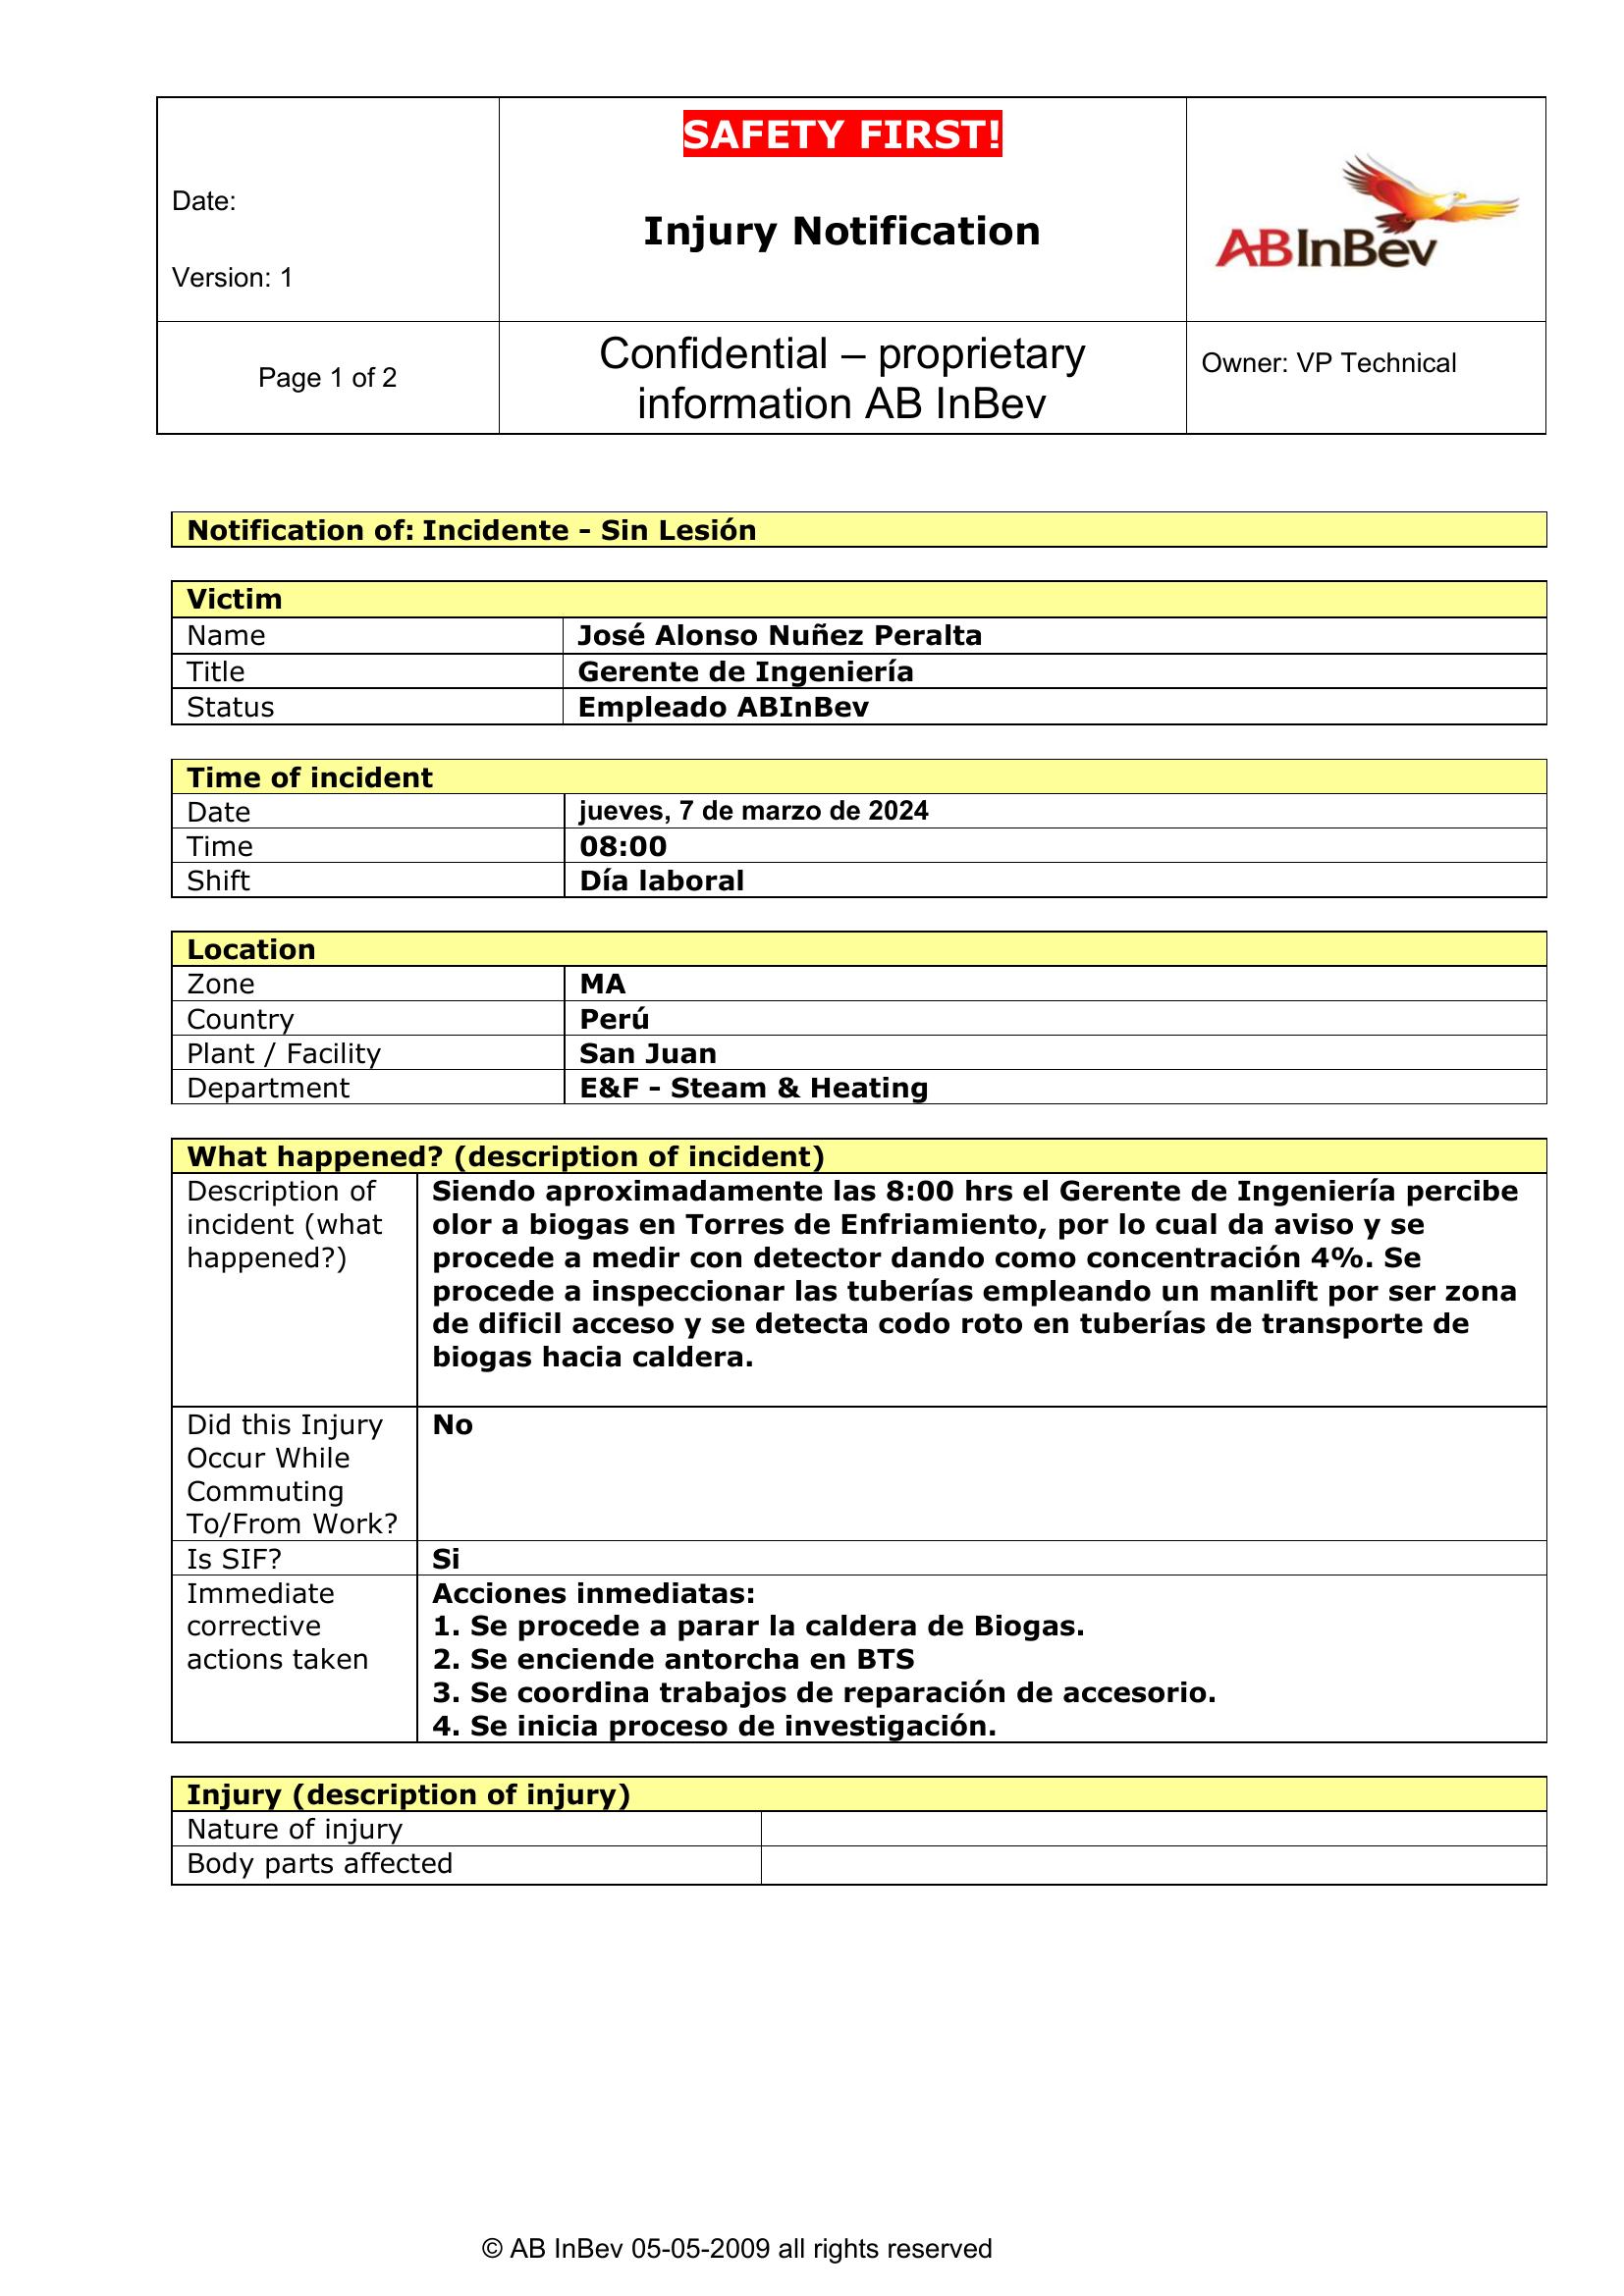 SAFETY FIRST!
Date:
Injury Notification
Version: 1
ABInBev
Page 1 of 2
Confidential – proprietary
information AB InBev
Owner: VP Technical
Notification of: Incidente - Sin Lesión
Victim
Name José Alonso Nuñez Peralta
Title Gerente de Ingeniería
Status Empleado ABInBev
Time of incident
Date jueves, 7 de marzo de 2024
Time 08:00
Shift Día laboral
Location
Zone MA
Country Perú
Plant / Facility San Juan
Department E&F - Steam & Heating
What happened? (description of incident)
Description of
incident (what
happened?)
Siendo aproximadamente las 8:00 hrs el Gerente de Ingeniería percibe
olor a biogas en Torres de Enfriamiento, por lo cual da aviso y se
procede a medir con detector dando como concentración 4%. Se
procede a inspeccionar las tuberías empleando un manlift por ser zona
de dificil acceso y se detecta codo roto en tuberías de transporte de
biogas hacia caldera.
Did this Injury
Occur While
Commuting
To/From Work?
No
Is SIF? Si
Immediate
corrective
actions taken
Acciones inmediatas:
1. Se procede a parar la caldera de Biogas.
2. Se enciende antorcha en BTS
3. Se coordina trabajos de reparación de accesorio.
4. Se inicia proceso de investigación.
Injury (description of injury)
Nature of injury
Body parts affected
© AB InBev 05-05-2009 all rights reserved